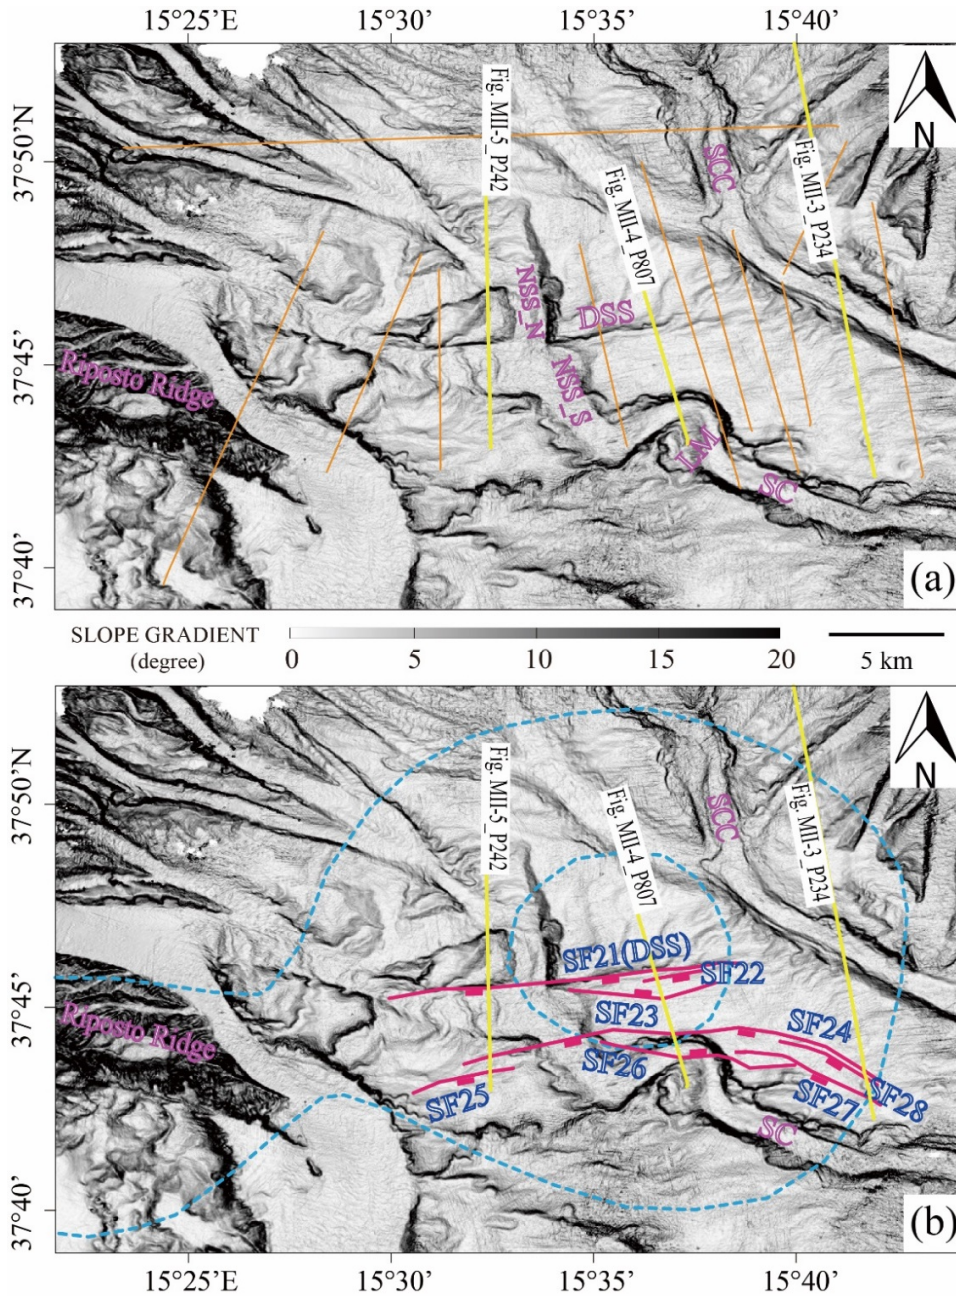 15°25’E 15°30’ 15°35’ 15°40’
37°50’N
37°45’
37°40’
Fig. MII-5_P242
Fig. MII-4_P807
Fig. MII-3_P234
SCC
N
NSS_N
DSS
NSS_S
Riposto Ridge
LM
SC
(a)
SLOPE GRADIENT
(degree)
0 5 10 15 20
5 km
37°50’N
37°45’
37°40’
Fig. MII-5_P242
Fig. MII-4_P807
Fig. MII-3_P234
SCC
N
SF21(DSS)
SF22
SF23
SF24
Riposto Ridge
SF26
SF25
SF27
SF28
SC
(b)
15°25’ 15°30’ 15°35’ 15°40’